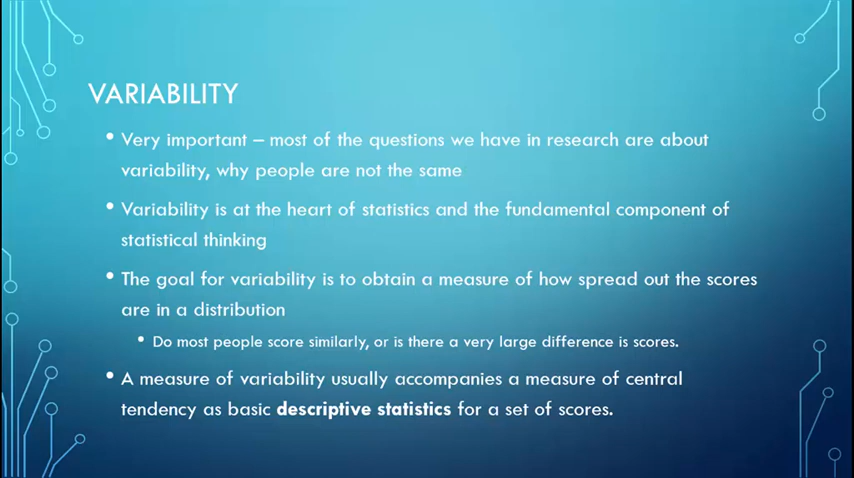 VARIABILITY
• Very important – most of the questions we have in research are about
variability, why people are not the same
• Variability is at the heart of statistics and the fundamental component of
statistical thinking
• The goal for variability is to obtain a measure of how spread out the scores
are in a distribution
• Do most people score similarly, or is there a very large difference is scores.
• A measure of variability usually accompanies a measure of central
tendency as basic descriptive statistics for a set of scores.